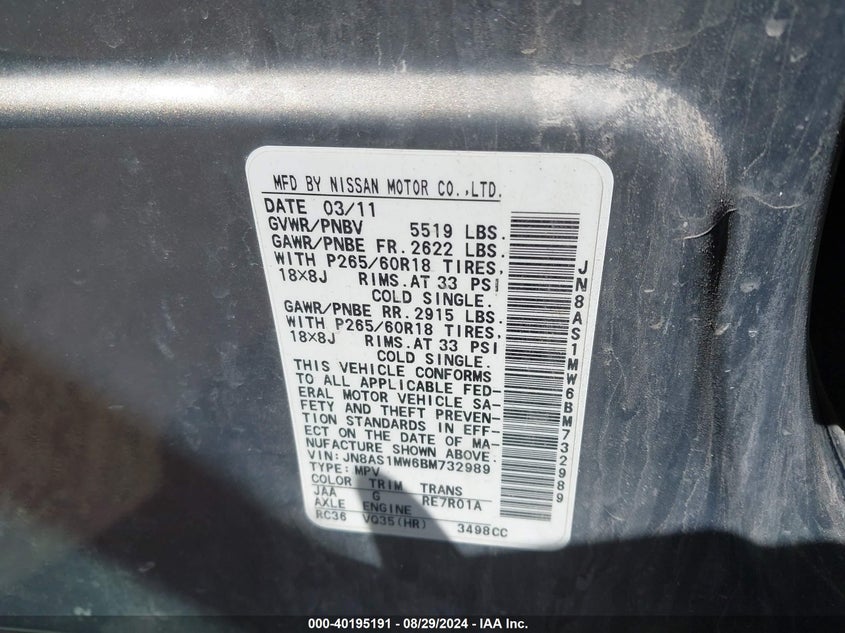 MFD BY NISSAN MOTOR CO.,LTD.
DATE 03/11
GVWR/PNBV 5519 LBS.
GAWR/PNBE FR. 2622 LBS.
WITH P265/60R18 TIRES,
18×8J RIMS.AT 33 PSI
COLD SINGLE.
GAWR/PNBE RR. 2915 LBS.
WITH P265/60R18 TIRES,
18×8J RIMS.AT 33 PSI
COLD SINGLE.
THIS VEHICLE CONFORMS
TO ALL APPLICABLE FED-
ERAL MOTOR VEHICLE SA-
FETY AND THEFT PREVEN-
TION STANDARDS IN EFF-
ECT ON THE DATE OF MA-
NUFACTURE SHOWN ABOVE.
VIN: JN8AS1MW6BM732989
TYPE: MPV
COLOR TRIM TRANS
JAA G RE7R01A
AXLE ENGINE
RC36 VQ35(HR) 3498CC
JN8AS1MW6BM732989
000-40195191 - 08/29/2024 - IAA Inc.